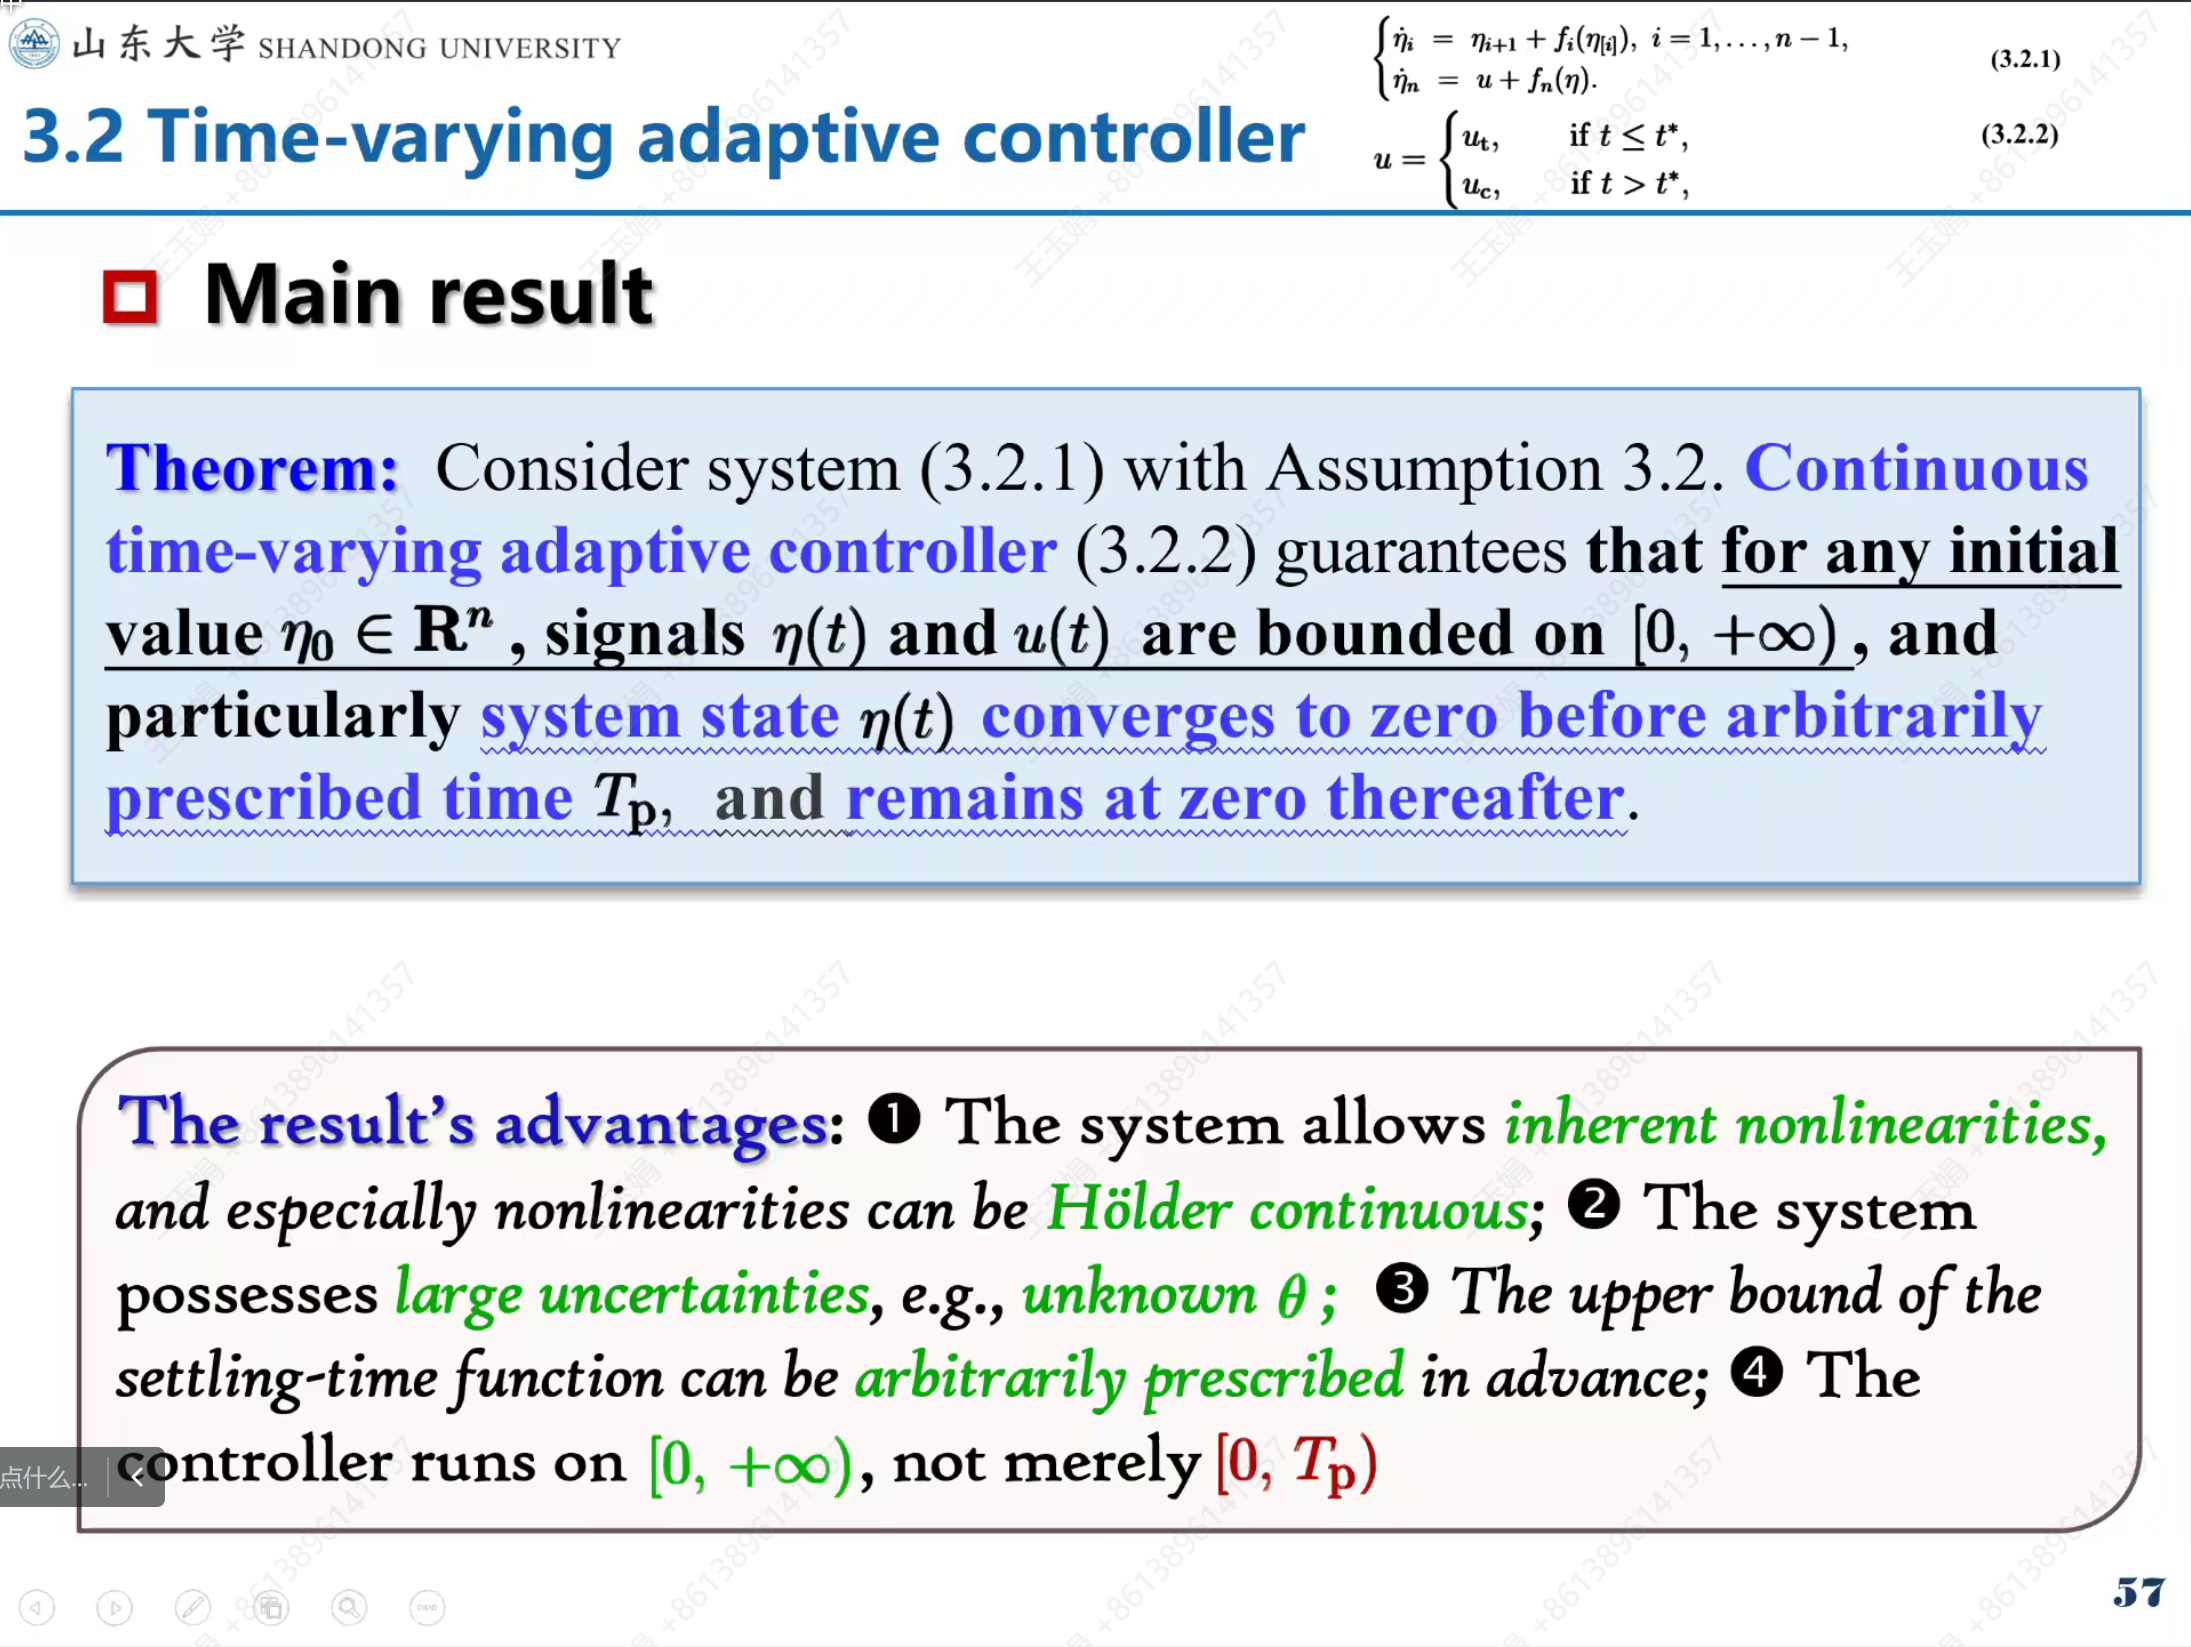 山东大学 SHANDONG UNIVERSITY
3.2 Time-varying adaptive controller
η̇ᵢ = ηᵢ₊₁ + fᵢ(η[ᵢ]), i = 1, . . . , n − 1, (3.2.1)
η̇ₙ = u + fₙ(η).
u = { uₜ, if t ≤ t*, (3.2.2)
u_c, if t > t*,
Main result
Theorem: Consider system (3.2.1) with Assumption 3.2. Continuous
time-varying adaptive controller (3.2.2) guarantees that for any initial
value η₀ ∈ Rⁿ, signals η(t) and u(t) are bounded on [0, +∞), and
particularly system state η(t) converges to zero before arbitrarily
prescribed time Tₚ, and remains at zero thereafter.
The result's advantages: ❶ The system allows inherent nonlinearities,
and especially nonlinearities can be Hölder continuous; ❷ The system
possesses large uncertainties, e.g., unknown θ; ❸ The upper bound of the
settling-time function can be arbitrarily prescribed in advance; ❹ The
controller runs on [0, +∞), not merely [0, Tₚ)
点什么...
57
王玉娟 +8613896141357